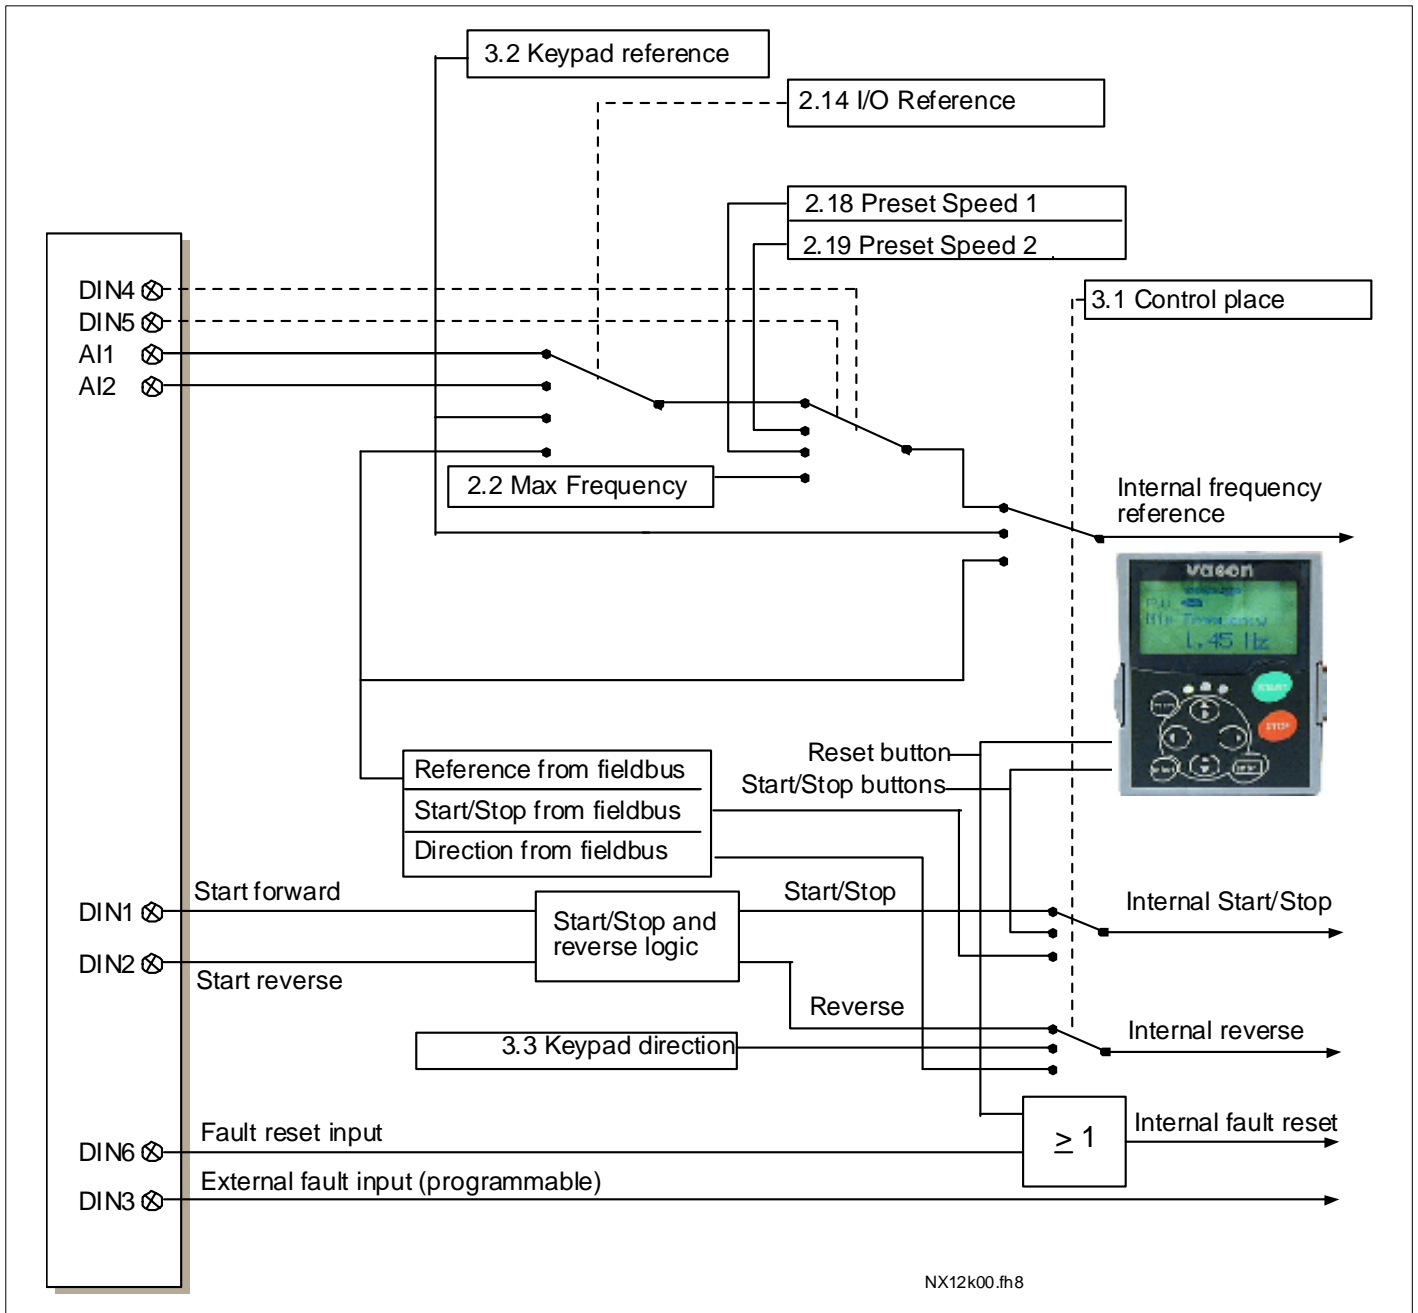 3.2 Keypad reference
2.14 I/O Reference
2.18 Preset Speed 1
2.19 Preset Speed 2
3.1 Control place
DIN4
DIN5
AI1
AI2
2.2 Max Frequency
Internal frequency
reference
1.45 Hz
START
STOP
Reset button
Start/Stop buttons
Reference from fieldbus
Start/Stop from fieldbus
Direction from fieldbus
DIN1
Start forward
Start/Stop and
reverse logic
Start/Stop
Internal Start/Stop
DIN2
Start reverse
Reverse
Internal reverse
3.3 Keypad direction
DIN6
Fault reset input
≥ 1
Internal fault reset
DIN3
External fault input (programmable)
NX12k00.fh8